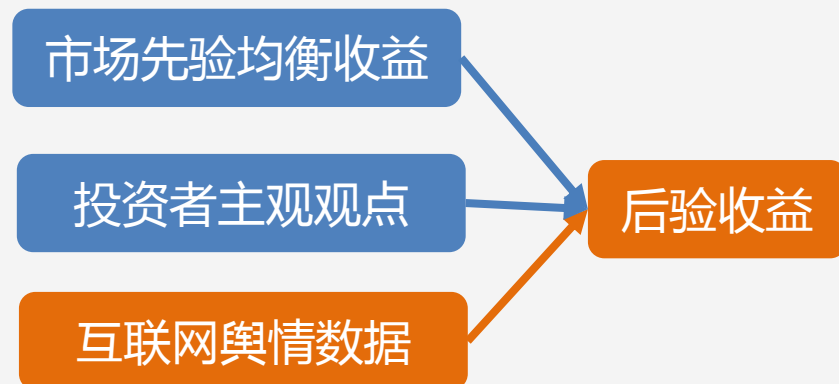 市场先验均衡收益
投资者主观观点
后验收益
互联网舆情数据